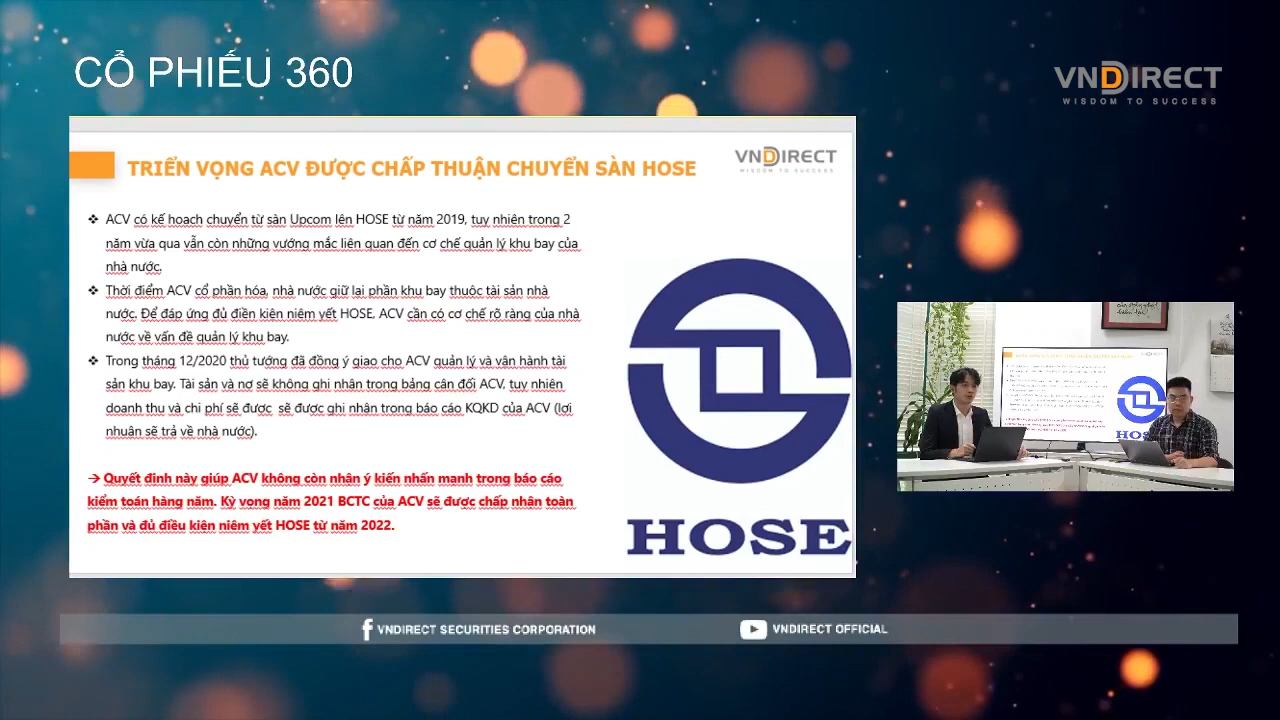 CỔ PHIẾU 360
VNDIRECT
WISDOM TO SUCCESS
TRIỂN VỌNG ACV ĐƯỢC CHẤP THUẬN CHUYỂN SÀN HOSE
VNDIRECT
WISDOM TO SUCCESS
❖ ACV có kế hoạch chuyển từ sàn Upcom lên HOSE từ năm 2019, tuy nhiên trong 2
năm vừa qua vẫn còn những vướng mắc liên quan đến cơ chế quản lý khu bay của
nhà nước.
❖ Thời điểm ACV cổ phần hóa, nhà nước giữ lại phần khu bay thuộc tài sản nhà
nước. Để đáp ứng đủ điền kiện niêm yết HOSE, ACV cần có cơ chế rõ ràng của nhà
nước về vấn đề quản lý khu bay.
❖ Trong tháng 12/2020 thủ tướng đã đồng ý giao cho ACV quản lý và vận hành tài
sản khu bay. Tài sản và nợ sẽ không ghi nhận trong bảng cân đối ACV, tuy nhiên
doanh thu và chi phí sẽ được sẽ được ghi nhận trong báo cáo KQKD của ACV (lợi
nhuận sẽ trả về nhà nước).
→ Quyết định này giúp ACV không còn nhận ý kiến nhấn mạnh trong báo cáo
kiểm toán hàng năm. Kỳ vọng năm 2021 BCTC của ACV sẽ được chấp nhận toàn
phần và đủ điều kiện niêm yết HOSE từ năm 2022.
HOSE
HOS
VNDIRECT SECURITIES CORPORATION
VNDIRECT OFFICIAL